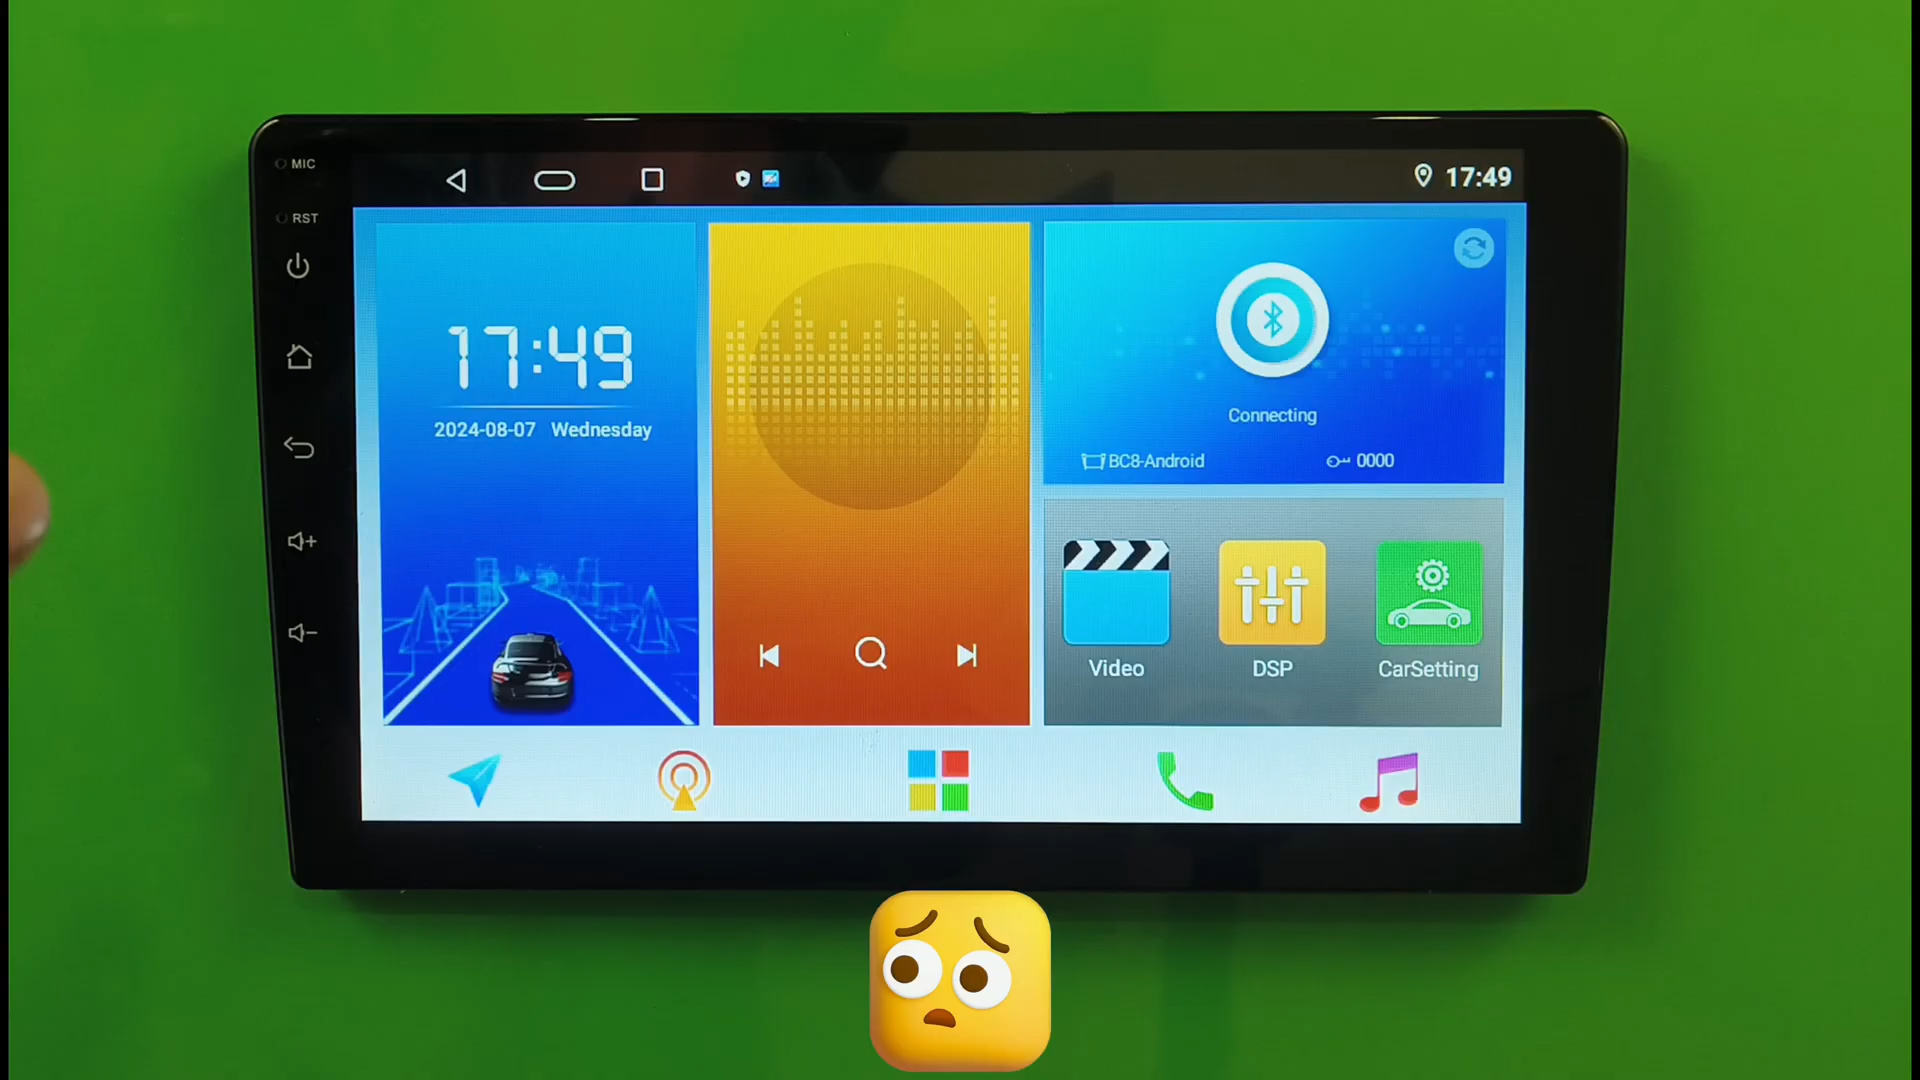 MIC
RST
17:49
17:49
2024-08-07 Wednesday
Connecting
BC8-Android
0000
Video
DSP
CarSetting